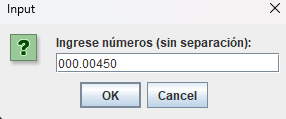 Input
Ingrese números (sin separación):
000.00450
OK
Cancel